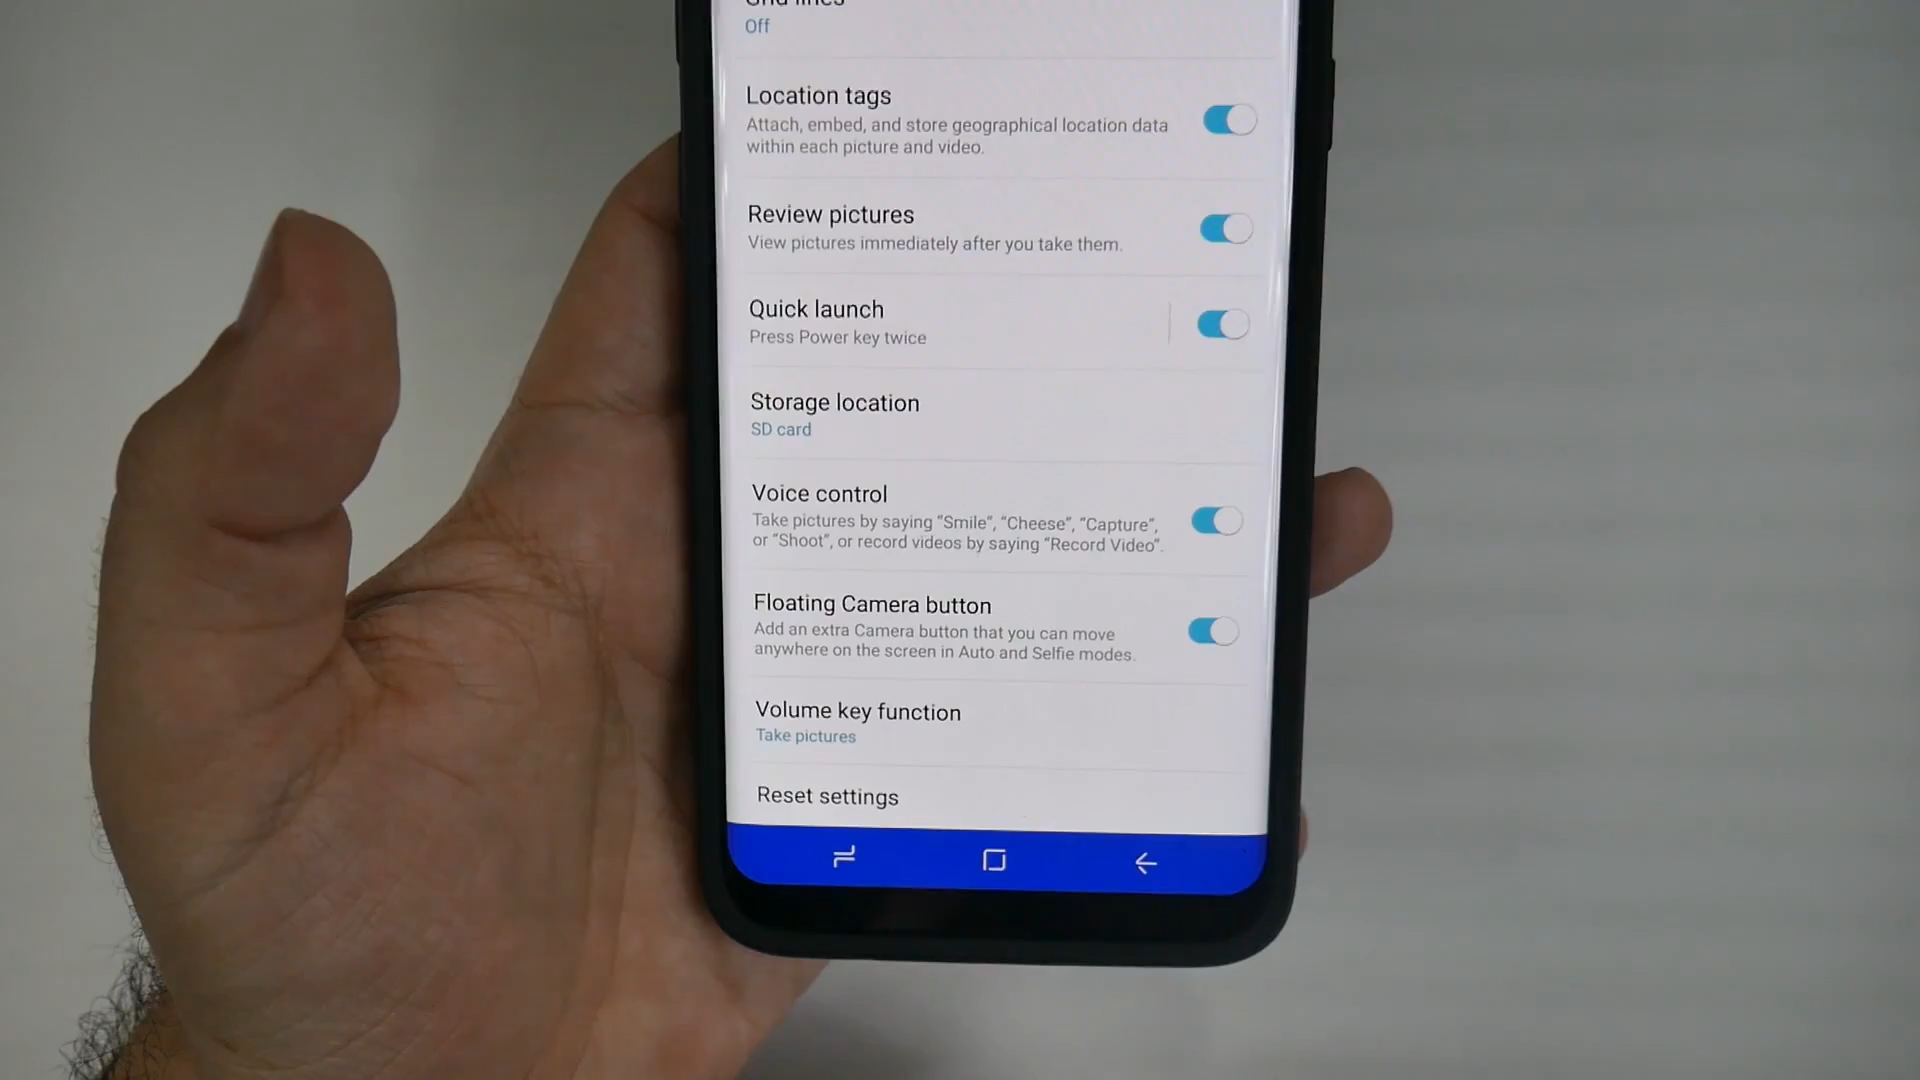 Grid lines
Off
Location tags
Attach, embed, and store geographical location data
within each picture and video.
Review pictures
View pictures immediately after you take them.
Quick launch
Press Power key twice
Storage location
SD card
Voice control
Take pictures by saying “Smile”, “Cheese”, “Capture”,
or “Shoot”, or record videos by saying “Record Video”.
Floating Camera button
Add an extra Camera button that you can move
anywhere on the screen in Auto and Selfie modes.
Volume key function
Take pictures
Reset settings